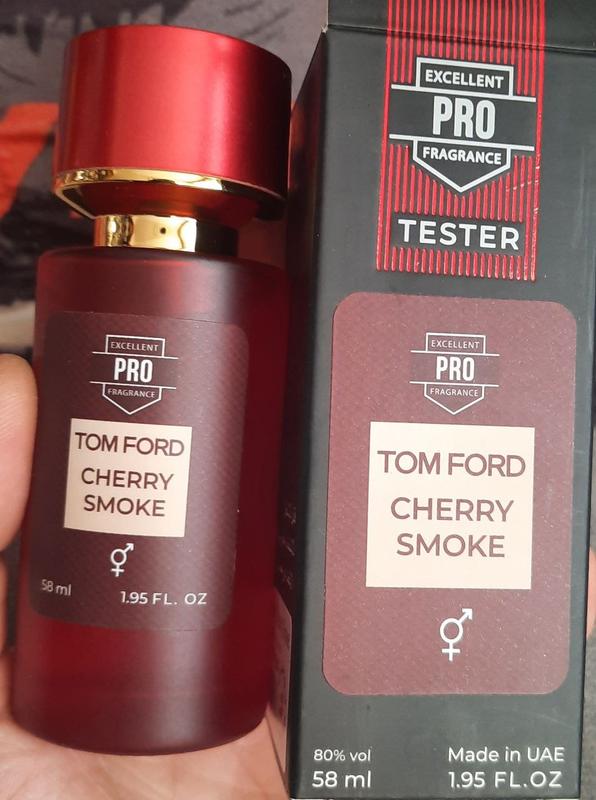 EXCELLENT
PRO
FRAGRANCE
TOM FORD
CHERRY
SMOKE
58 ml
1.95 FL. OZ
EXCELLENT
PRO
FRAGRANCE
TESTER
EXCELLENT
PRO
FRAGRANCE
TOM FORD
CHERRY
SMOKE
80% vol
Made in UAE
58 ml
1.95 FL. OZ